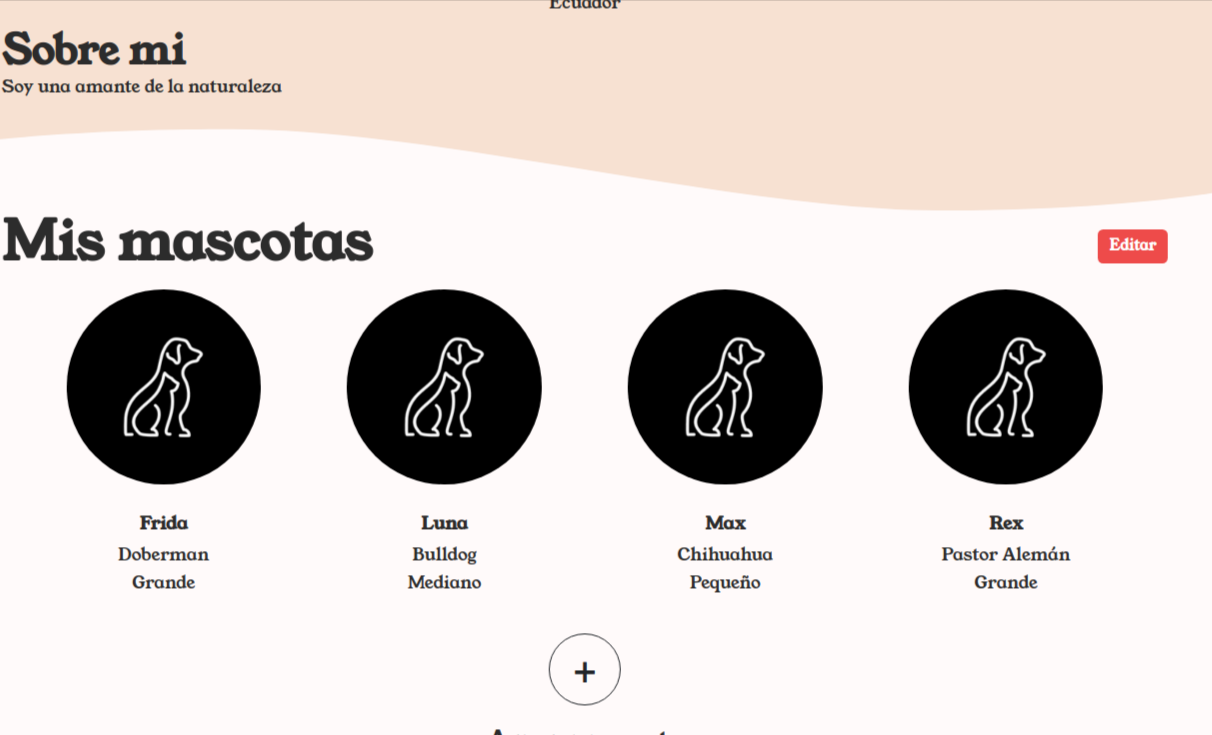 Ecuador
Sobre mi
Soy una amante de la naturaleza
Mis mascotas
Editar
Frida
Doberman
Grande
Luna
Bulldog
Mediano
Max
Chihuahua
Pequeño
Rex
Pastor Alemán
Grande
+